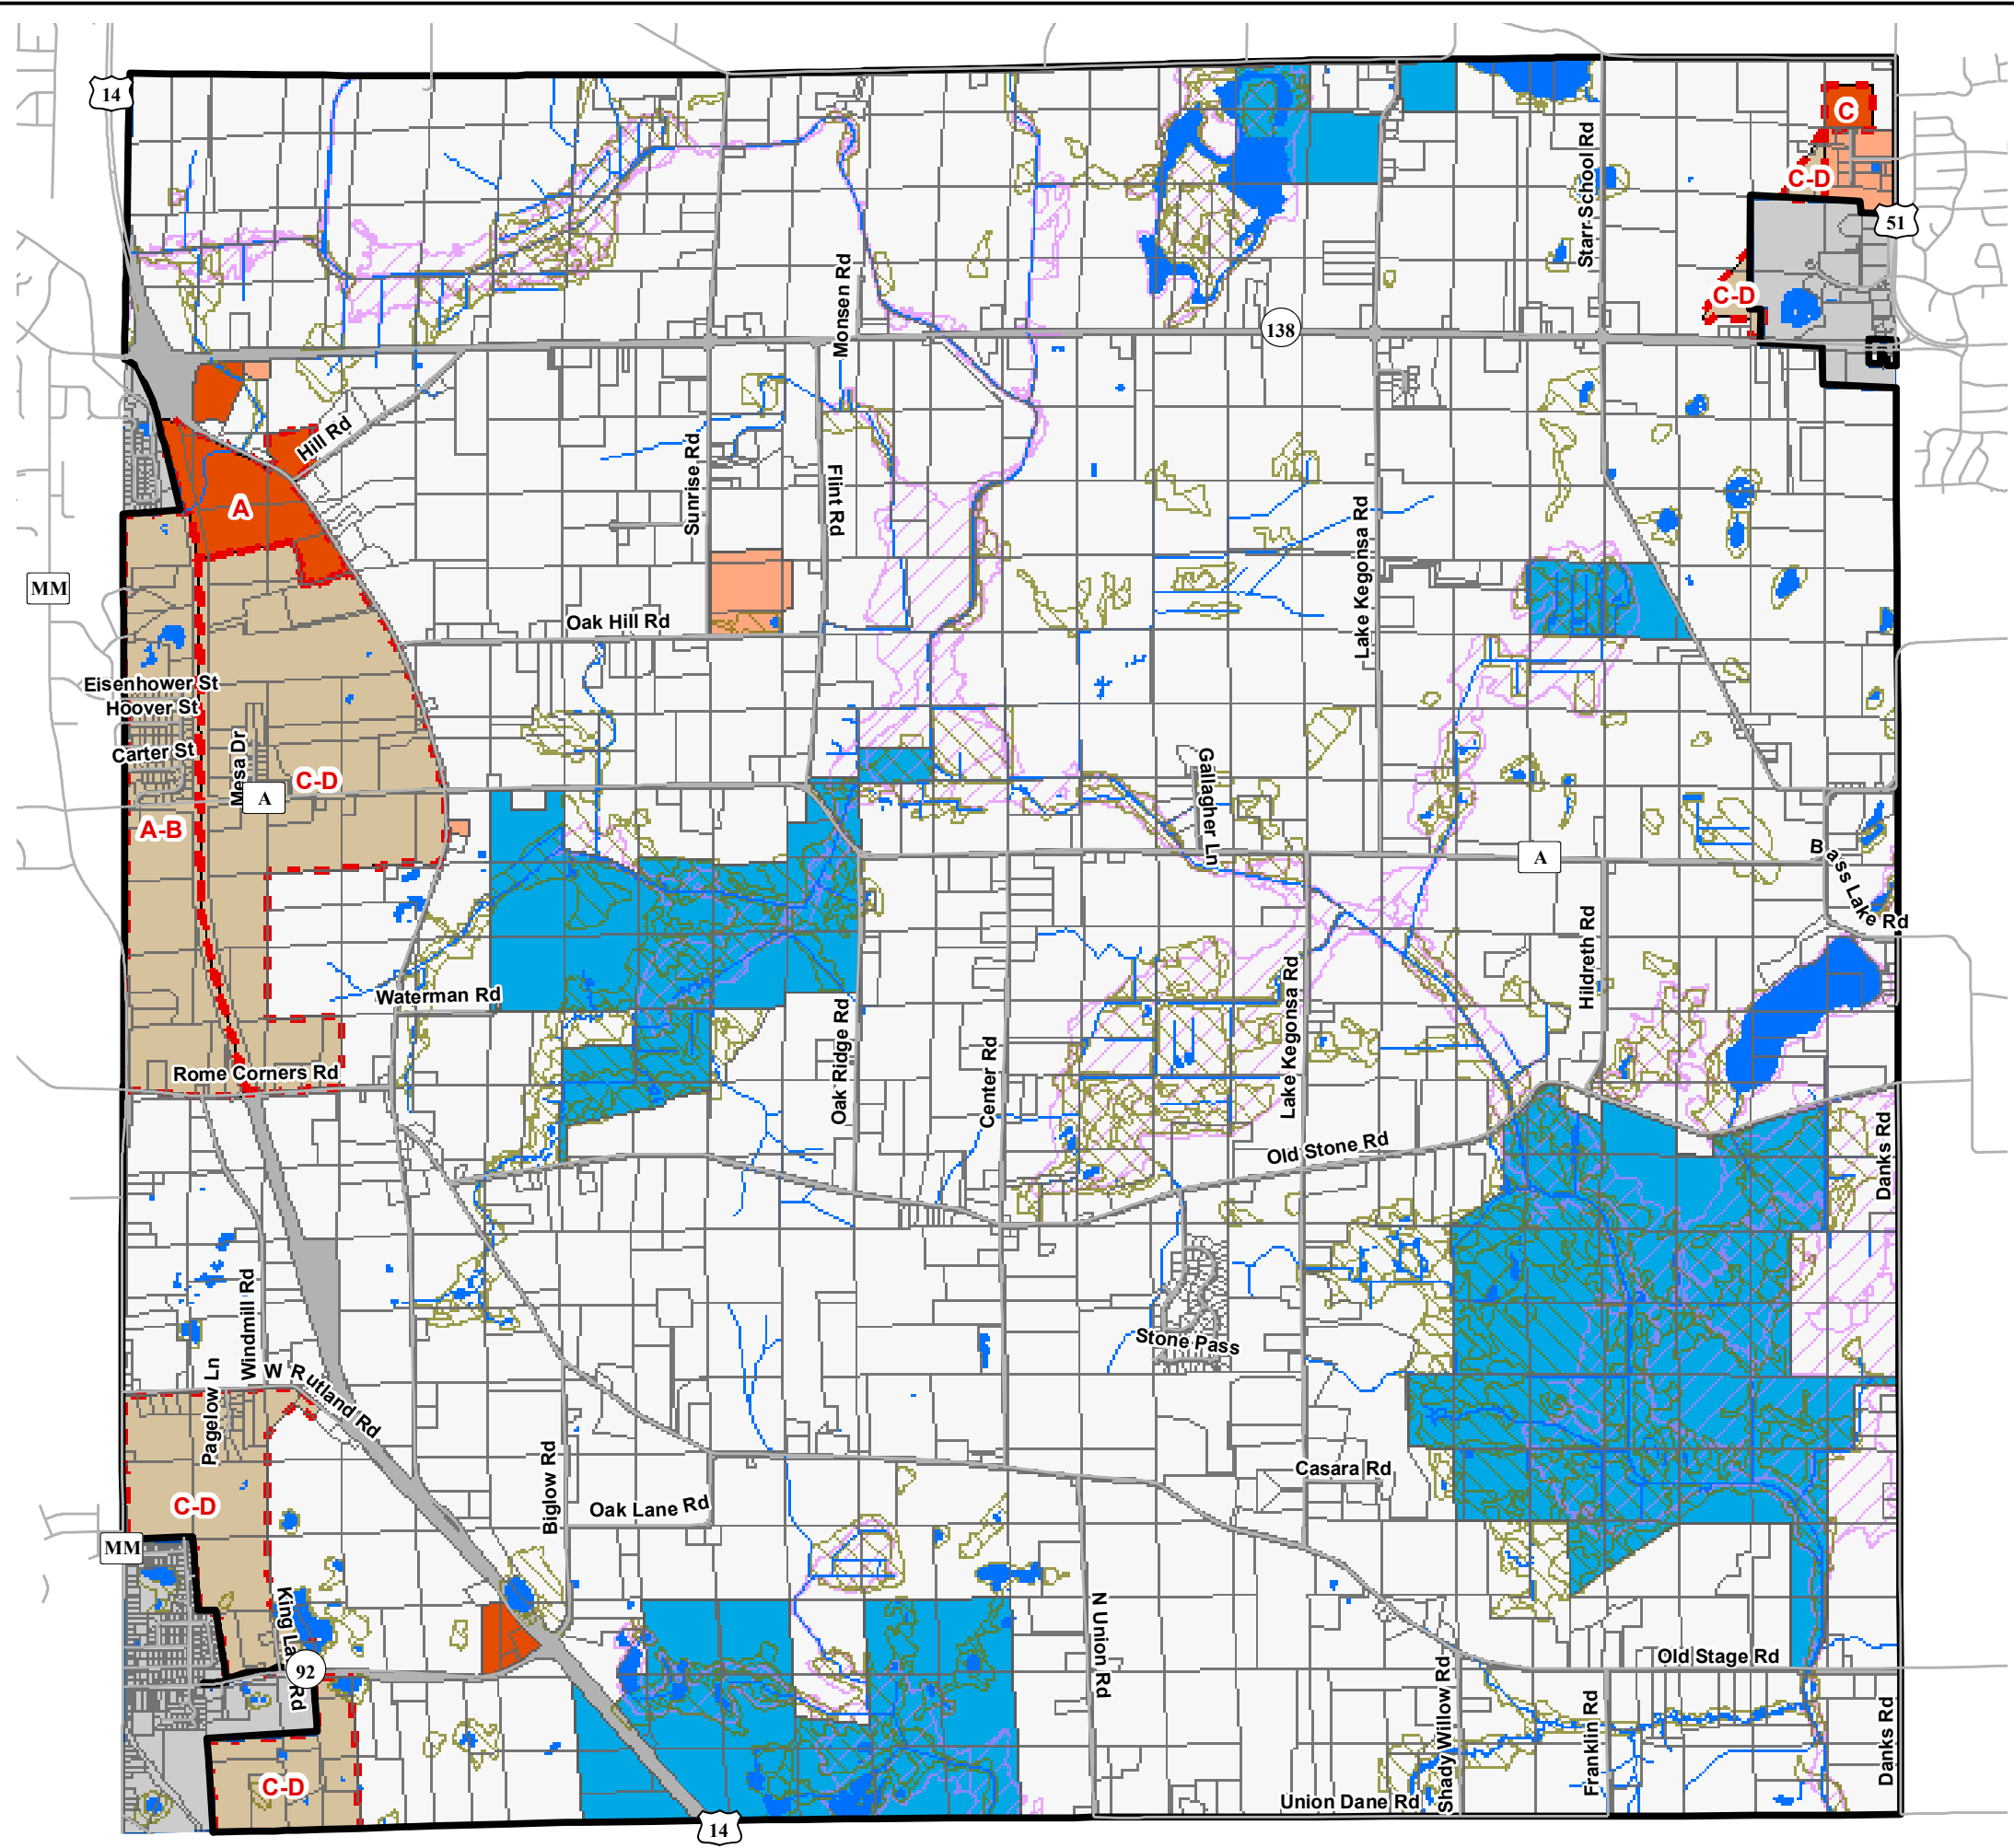 14
C
C-D
51
Starr-School Rd
C-D
138
Monsen Rd
Hill Rd
A
Sunrise Rd
Flint Rd
Lake Kegonsa Rd
MM
Oak Hill Rd
Eisenhower St
Hoover St
Carter St
Mesa Dr
C-D
A
A-B
Gallagher Ln
A
Bass Lake Rd
Hildreth Rd
Waterman Rd
Lake Kegonsa Rd
Oak Ridge Rd
Center Rd
Rome Corners Rd
Old Stone Rd
Danks Rd
Windmill Rd
Stone Pass
Pagelow Ln
W Rutland Rd
Biglow Rd
Casara Rd
C-D
Oak Lane Rd
MM
King Lake Rd
N Union Rd
92
Old Stage Rd
Shady Willow Rd
Franklin Rd
Danks Rd
C-D
Union Dane Rd
14